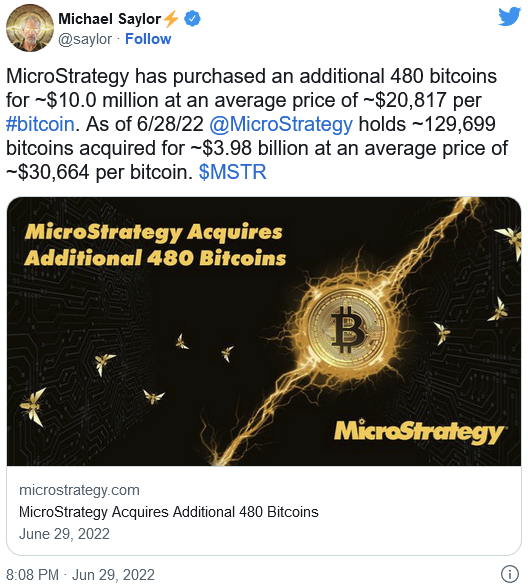 Michael Saylor⚡
@saylor · Follow
MicroStrategy has purchased an additional 480 bitcoins
for ~$10.0 million at an average price of ~$20,817 per
#bitcoin. As of 6/28/22 @MicroStrategy holds ~129,699
bitcoins acquired for ~$3.98 billion at an average price of
~$30,664 per bitcoin. $MSTR
MicroStrategy Acquires
Additional 480 Bitcoins
MicroStrategy
microstrategy.com
MicroStrategy Acquires Additional 480 Bitcoins
June 29, 2022
8:08 PM · Jun 29, 2022